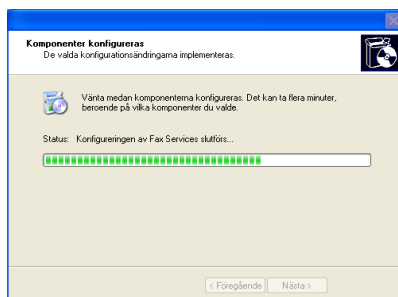 Komponenter konfigureras
De valda konfigurationsändringarna implementeras.
Vänta medan komponenterna konfigureras. Det kan ta flera minuter,
beroende på vilka komponenter du valde.
Status: Konfigureringen av Fax Services slutförs...
< Föregående Nästa >